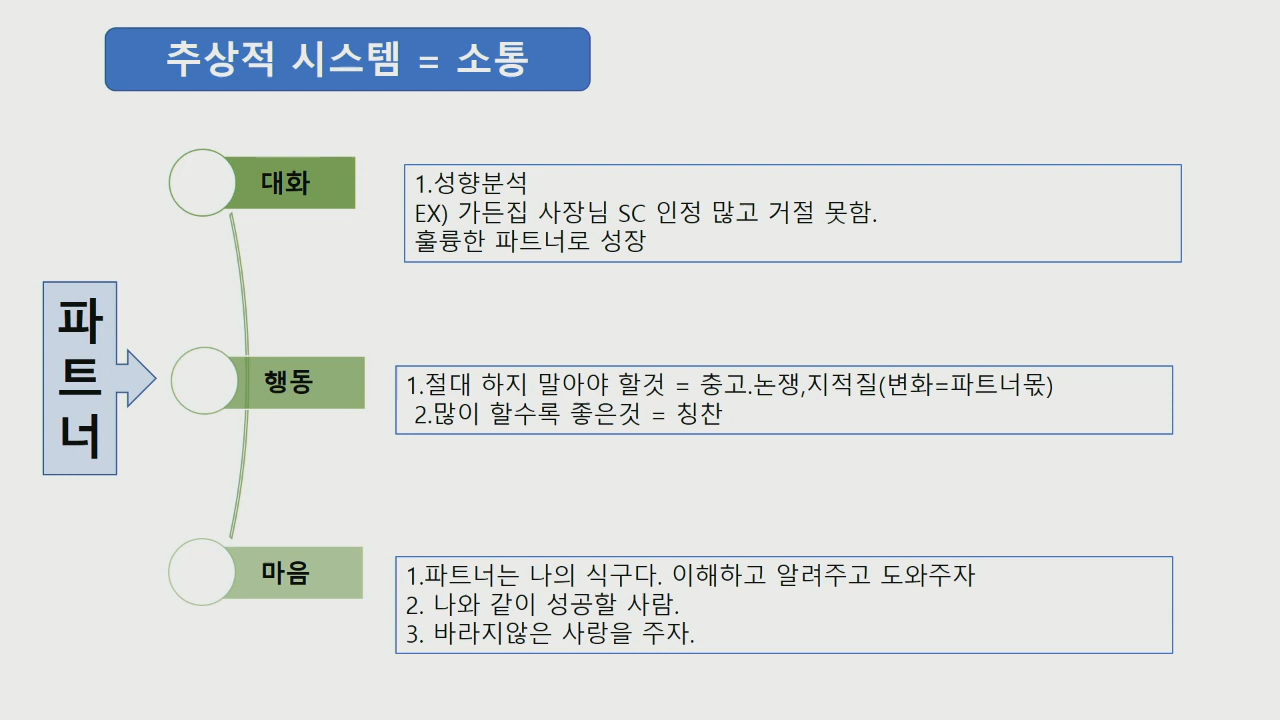 추상적 시스템 = 소통
파트너
대화
1.성향분석
EX) 가든집 사장님 SC 인정 많고 거절 못함.
훌륭한 파트너로 성장
행동
1.절대 하지 말아야 할것 = 충고.논쟁,지적질(변화=파트너몫)
2.많이 할수록 좋은것 = 칭찬
마음
1.파트너는 나의 식구다. 이해하고 알려주고 도와주자
2. 나와 같이 성공할 사람.
3. 바라지않은 사랑을 주자.